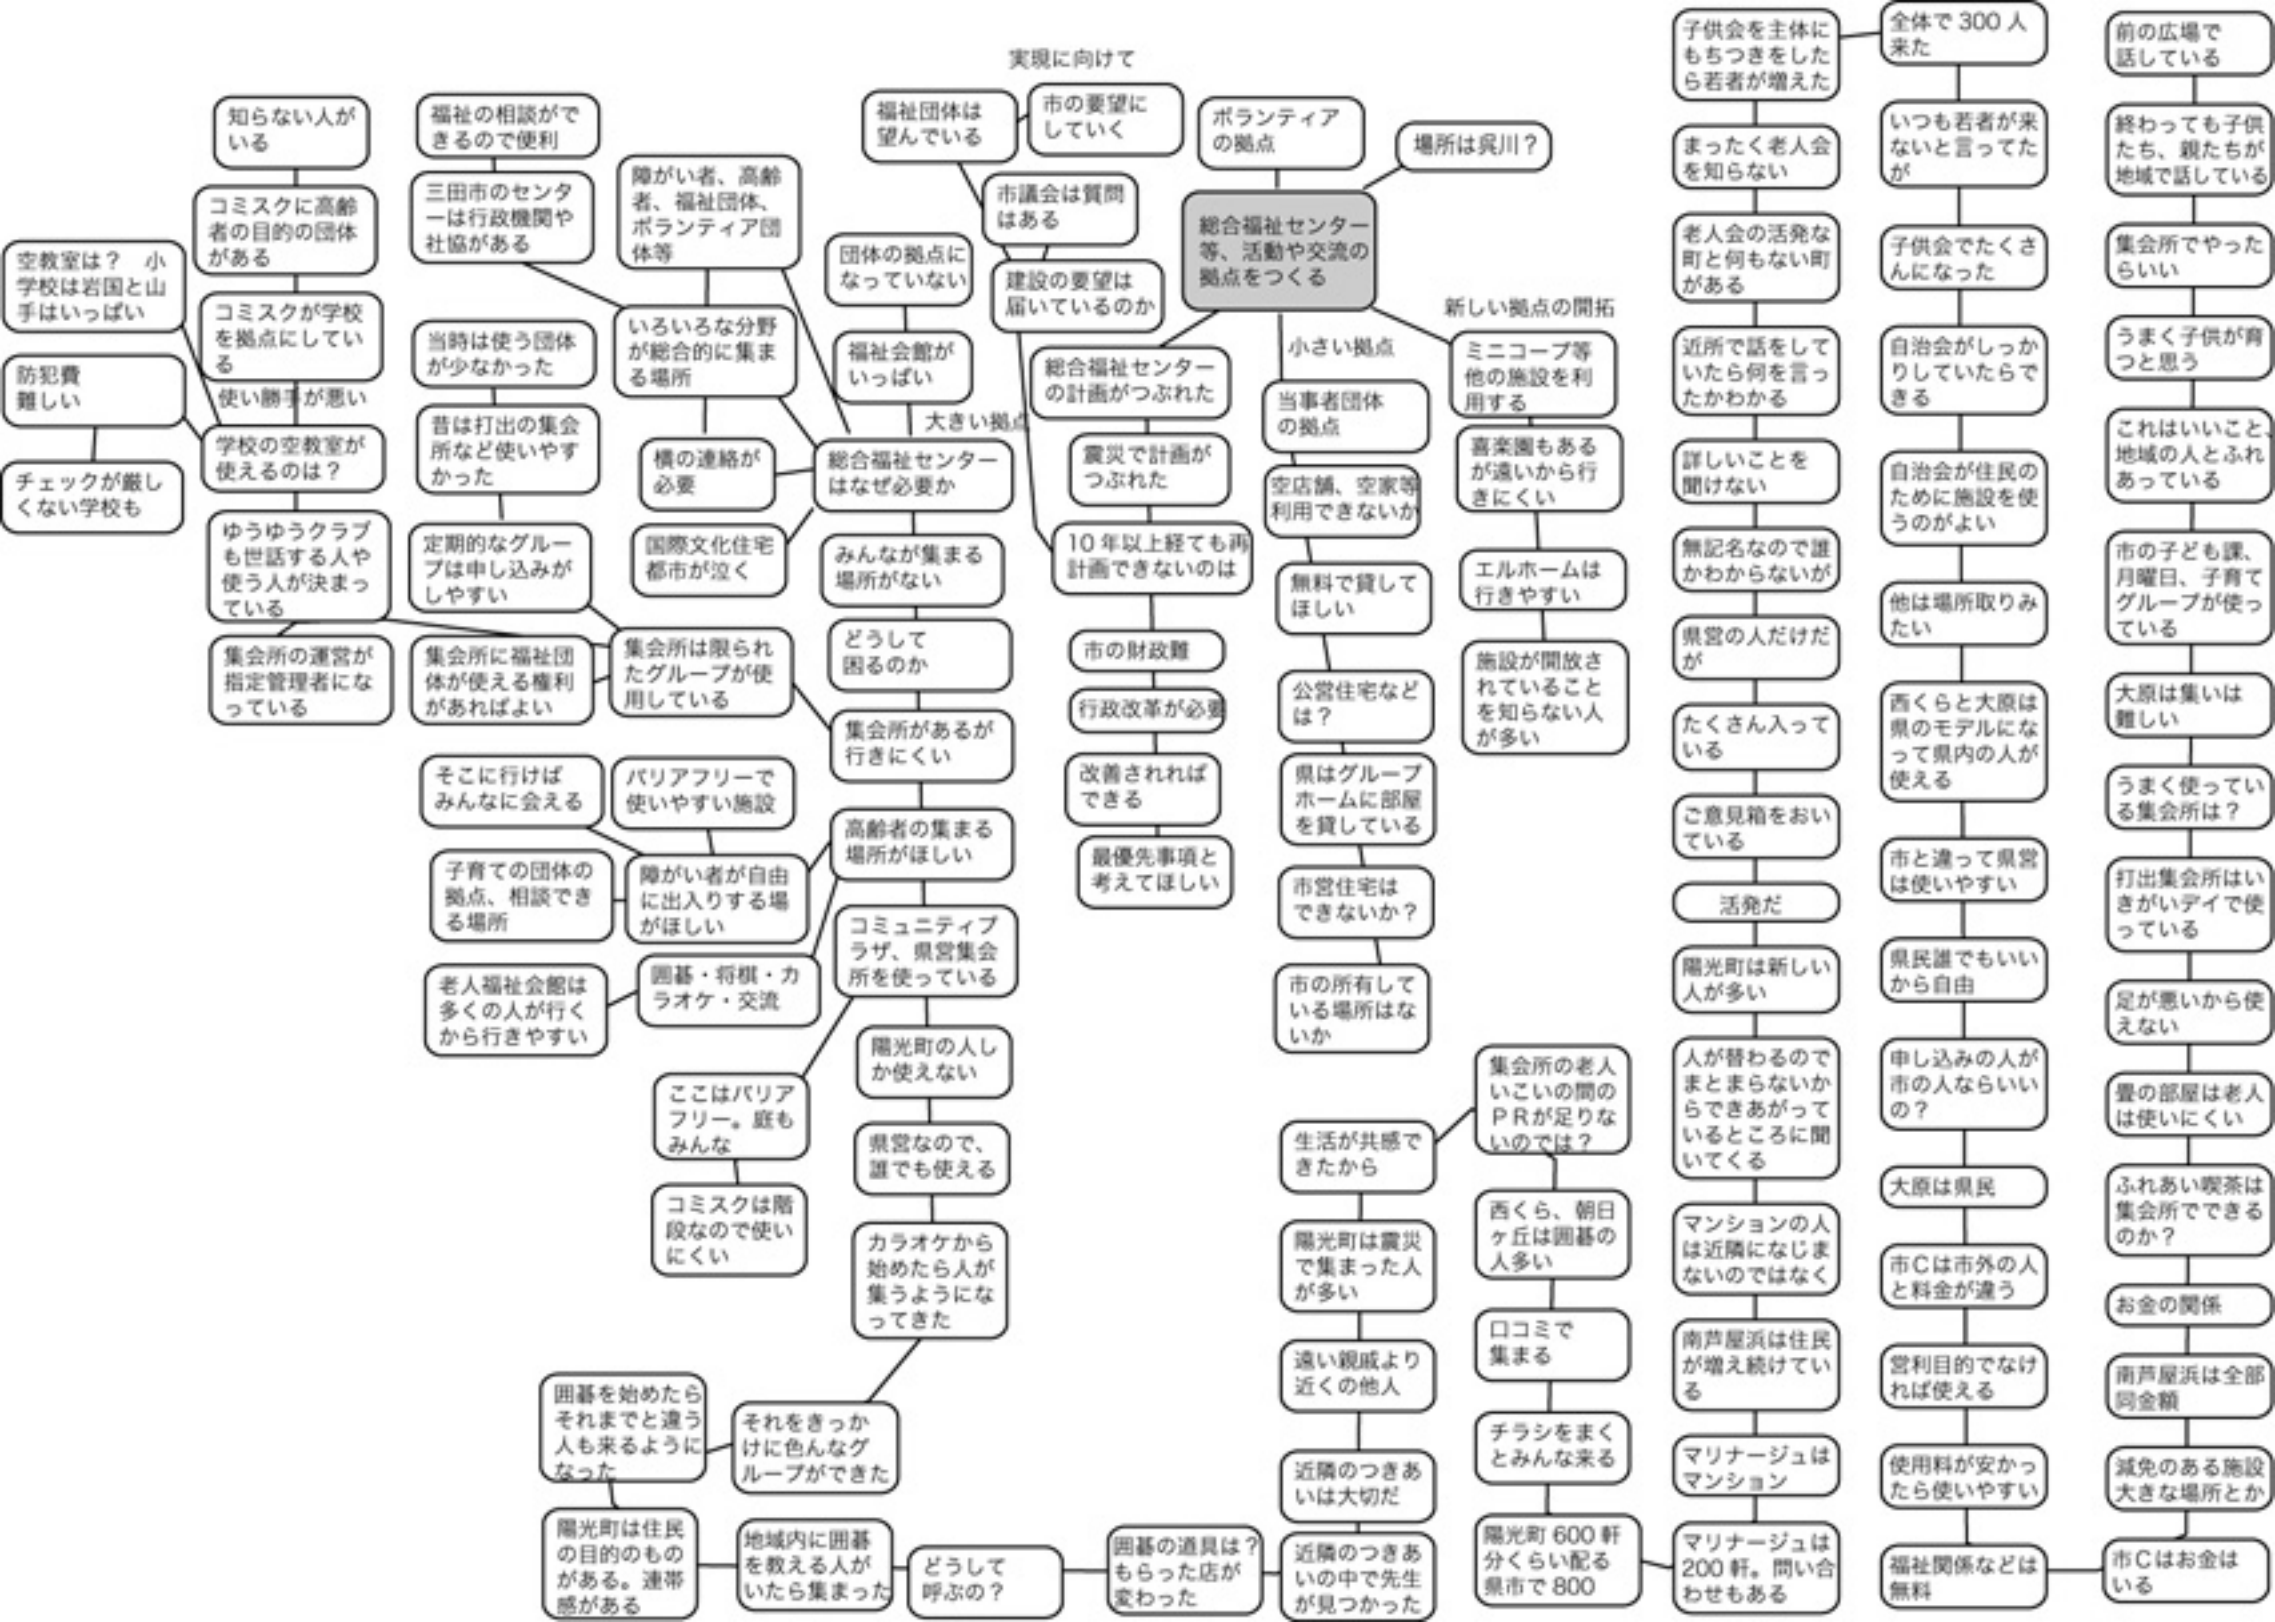 知らない人が
いる
コミスクに高齢
者の目的の団体
がある
コミスクが学校
を拠点にしてい
る
使い勝手が悪い
空教室は？　小
学校は岩国と山
手はいっぱい
防犯費
難しい
チェックが厳し
くない学校も
学校の空教室が
使えるのは？
ゆうゆうクラブ
も世話する人や
使う人が決まっ
ている
集会所の運営が
指定管理者にな
っている
福祉の相談がで
きるので便利
三田市のセンタ
ーは行政機関や
社協がある
当時は使う団体
が少なかった
昔は打出の集会
所など使いやす
かった
定期的なグルー
プは申し込みが
しやすい
集会所に福祉団
体が使える権利
があればよい
障がい者、高齢
者、福祉団体、
ボランティア団
体等
いろいろな分野
が総合的に集ま
る場所
横の連絡が
必要
国際文化住宅
都市が泣く
集会所は限られ
たグループが使
用している
そこに行けば
みんなに会える
バリアフリーで
使いやすい施設
子育ての団体の
拠点、相談でき
る場所
障がい者が自由
に出入りする場
がほしい
老人福祉会館は
多くの人が行く
から行きやすい
囲碁・将棋・カ
ラオケ・交流
ここはバリア
フリー。庭も
みんな
コミスクは階
段なので使い
にくい
団体の拠点に
なっていない
福祉会館が
いっぱい
大きい拠点
総合福祉センター
はなぜ必要か
みんなが集まる
場所がない
どうして
困るのか
集会所があるが
行きにくい
高齢者の集まる
場所がほしい
コミュニティプ
ラザ、県営集会
所を使っている
陽光町の人し
か使えない
県営なので、
誰でも使える
カラオケから
始めたら人が
集うようにな
ってきた
それをきっか
けに色んなグ
ループができた
囲碁を始めたら
それまでと違う
人も来るように
なった
陽光町は住民
の目的のもの
がある。連帯
感がある
地域内に囲碁
を教える人が
いたら集まった
どうして
呼ぶの？
囲碁の道具は？
もらった店が
変わった
実現に向けて
福祉団体は
望んでいる
市の要望に
していく
市議会は質問
はある
建設の要望は
届いているのか
ボランティア
の拠点
場所は呉川？
総合福祉センター
等、活動や交流の
拠点をつくる
総合福祉センター
の計画がつぶれた
震災で計画が
つぶれた
10年以上経ても再
計画できないのは
市の財政難
行政改革が必要
改善されれば
できる
最優先事項と
考えてほしい
小さい拠点
当事者団体
の拠点
空店舗、空家等
利用できないか
無料で貸して
ほしい
公営住宅など
は？
県はグループ
ホームに部屋
を貸している
市営住宅は
できないか？
市の所有して
いる場所はな
いか
新しい拠点の開拓
ミニコープ等
他の施設を利
用する
喜楽園もある
が遠いから行
きにくい
エルホームは
行きやすい
施設が開放さ
れていること
を知らない人
が多い
生活が共感で
きたから
陽光町は震災
で集まった人
が多い
遠い親戚より
近くの他人
近隣のつきあ
いは大切だ
近隣のつきあ
いの中で先生
が見つかった
集会所の老人
いこいの間の
ＰＲが足りな
いのでは？
西くら、朝日
ヶ丘は囲碁の
人多い
口コミで
集まる
チラシをまく
とみんな来る
陽光町600軒
分くらい配る
県市で800
子供会を主体に
もちつきをした
ら若者が増えた
まったく老人会
を知らない
老人会の活発な
町と何もない町
がある
近所で話をして
いたら何を言っ
たかわかる
詳しいことを
聞けない
無記名なので誰
かわからないが
県営の人だけだ
が
たくさん入って
いる
ご意見箱をおい
ている
活発だ
陽光町は新しい
人が多い
人が替わるので
まとまらないか
らできあがって
いるところに聞
いてくる
マンションの人
は近隣になじま
ないのではなく
南芦屋浜は住民
が増え続けてい
る
マリナージュは
マンション
マリナージュは
200軒。問い合
わせもある
全体で300人
来た
いつも若者が来
ないと言ってた
が
子供会でたくさ
んになった
自治会がしっか
りしていたらで
きる
自治会が住民の
ために施設を使
うのがよい
他は場所取りみ
たい
西くらと大原は
県のモデルにな
って県内の人が
使える
市と違って県営
は使いやすい
県民誰でもいい
から自由
申し込みの人が
市の人ならいい
の？
大原は県民
市Ｃは市外の人
と料金が違う
営利目的でなけ
れば使える
使用料が安かっ
たら使いやすい
福祉関係などは
無料
前の広場で
話している
終わっても子供
たち、親たちが
地域で話している
集会所でやった
らいい
うまく子供が育
つと思う
これはいいこと、
地域の人とふれ
あっている
市の子ども課、
月曜日、子育て
グループが使っ
ている
大原は集いは
難しい
うまく使ってい
る集会所は？
打出集会所はい
きがいデイで使
っている
足が悪いから使
えない
畳の部屋は老人
は使いにくい
ふれあい喫茶は
集会所でできる
のか？
お金の関係
南芦屋浜は全部
同金額
減免のある施設
大きな場所とか
市Ｃはお金は
いる